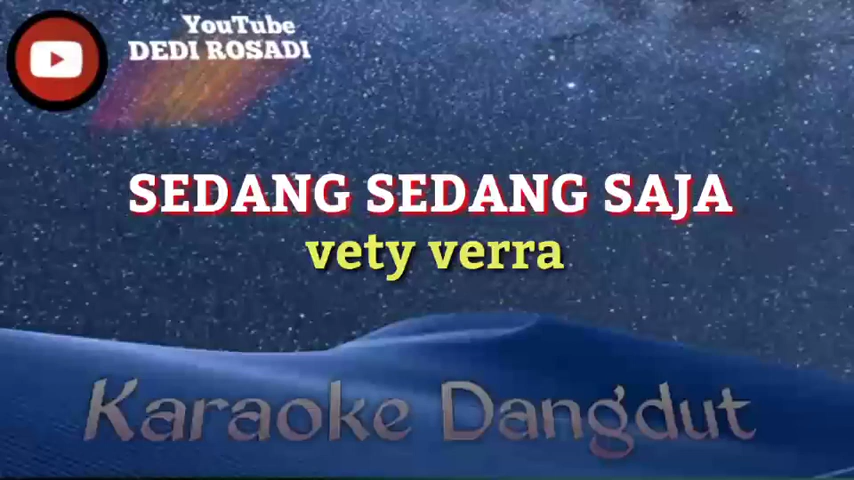 YouTube
DEDI ROSADI
SEDANG SEDANG SAJA
vety verra
Karaoke Dangdut